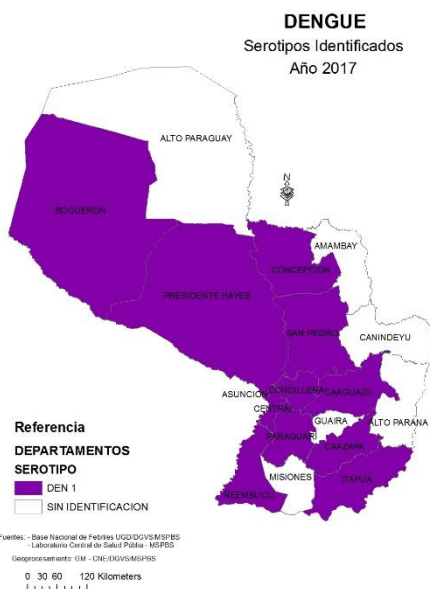 DENGUE
Serotipos Identificados
Año 2017
ALTO PARAGUAY
N
BOQUERON
AMAMBAY
CONCEPCION
PRESIDENTE HAYES
SAN PEDRO
CANINDEYU
ASUNCION
CORDILLERA
CAAGUAZU
CENTRAL
GUAIRA
ALTO PARANA
PARAGUARI
CAAZAPA
MISIONES
ITAPUA
ÑEEMBUCU
Referencia
DEPARTAMENTOS
SEROTIPO
DEN 1
SIN IDENTIFICACION
Fuentes: - Base Nacional de Febriles UGD/DGVS/MSPBS
- Laboratorio Central de Salud Públia - MSPBS
Geoprocesamiento: GM - CNE/DGVS/MSPBS
0 30 60 120 Kilometers